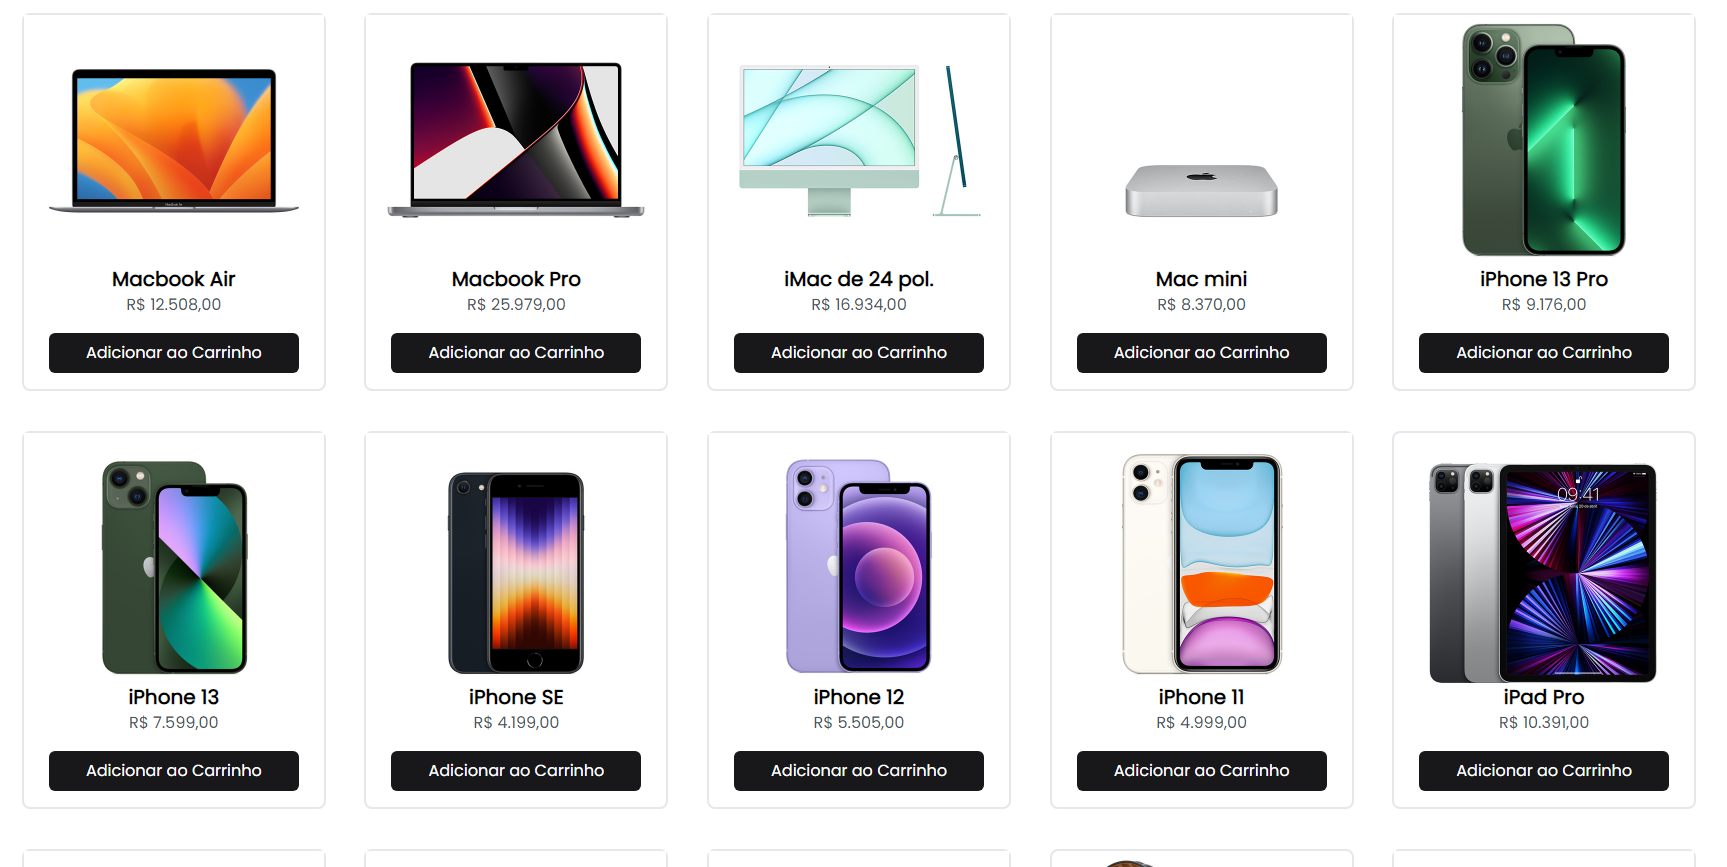 Macbook Air
R$ 12.508,00
Adicionar ao Carrinho
Macbook Pro
R$ 25.979,00
Adicionar ao Carrinho
iMac de 24 pol.
R$ 16.934,00
Adicionar ao Carrinho
Mac mini
R$ 8.370,00
Adicionar ao Carrinho
iPhone 13 Pro
R$ 9.176,00
Adicionar ao Carrinho
iPhone 13
R$ 7.599,00
Adicionar ao Carrinho
iPhone SE
R$ 4.199,00
Adicionar ao Carrinho
iPhone 12
R$ 5.505,00
Adicionar ao Carrinho
iPhone 11
R$ 4.999,00
Adicionar ao Carrinho
09:41
iPad Pro
R$ 10.391,00
Adicionar ao Carrinho